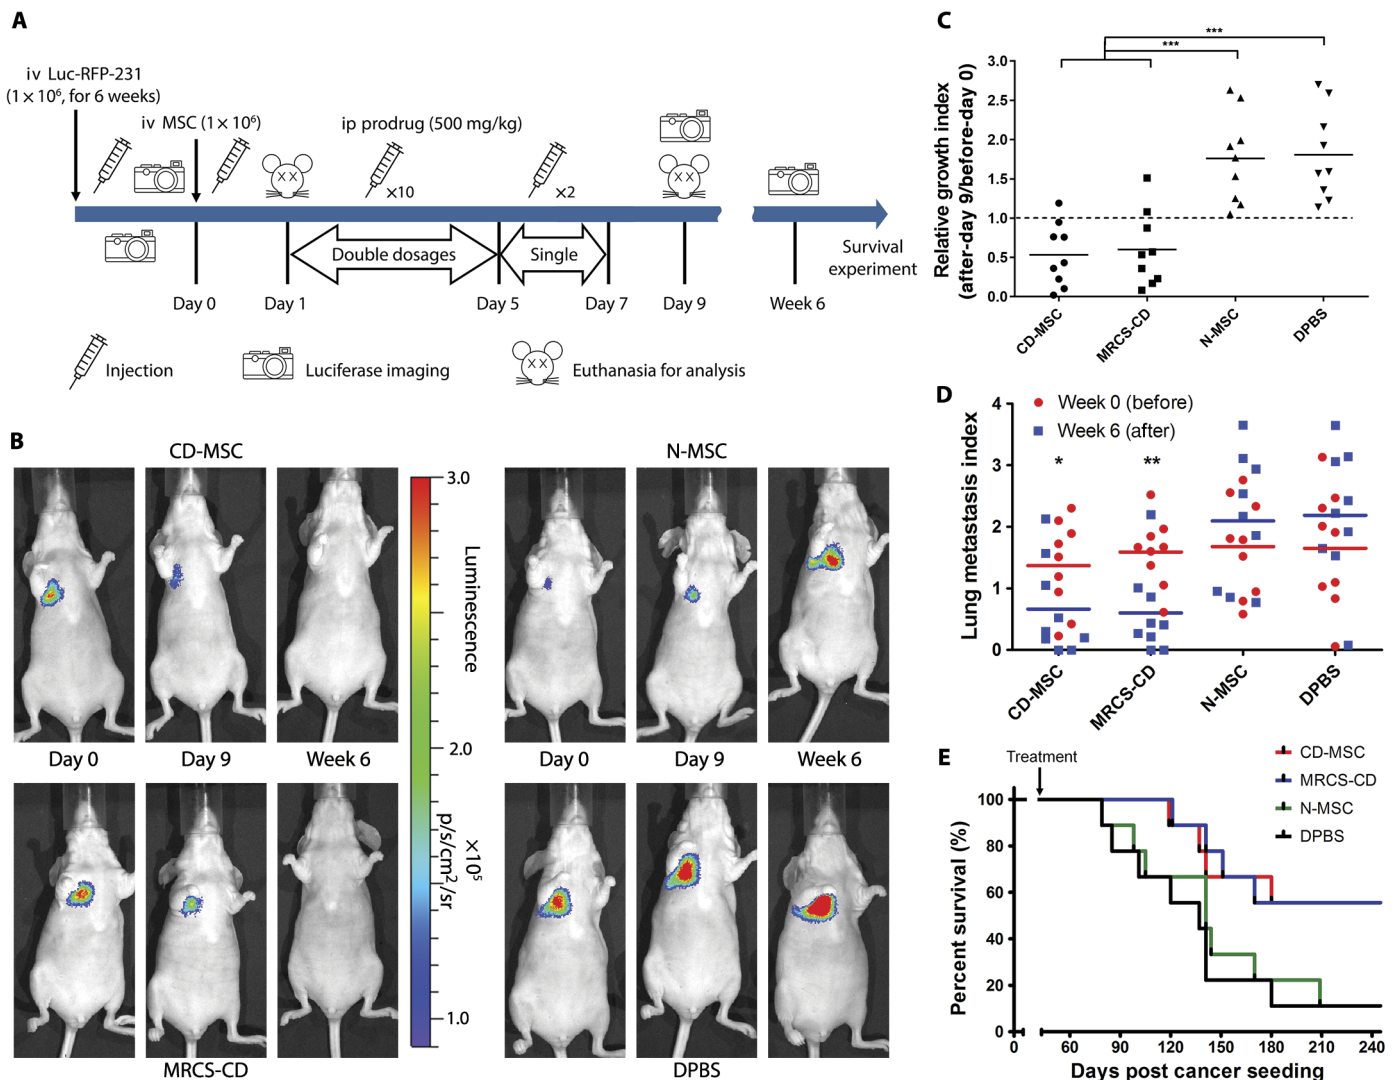 A
iv Luc-RFP-231
(1 × 10⁶, for 6 weeks)
iv MSC (1 × 10⁶)
ip prodrug (500 mg/kg)
×10
×2
Double dosages
Single
Survival
experiment
Day 0
Day 1
Day 5
Day 7
Day 9
Week 6
Injection
Luciferase imaging
Euthanasia for analysis
B
CD-MSC
N-MSC
Day 0
Day 9
Week 6
Day 0
Day 9
Week 6
MRCS-CD
DPBS
3.0
2.0
1.0
Luminescence
×10⁵
p/s/cm²/sr
C
Relative growth index
(after-day 9/before-day 0)
***
***
3.0
2.5
2.0
1.5
1.0
0.5
0.0
CD-MSC
MRCS-CD
N-MSC
DPBS
D
Lung metastasis index
Week 0 (before)
Week 6 (after)
*
**
4
3
2
1
0
CD-MSC
MRCS-CD
N-MSC
DPBS
E
Treatment
CD-MSC
MRCS-CD
N-MSC
DPBS
Percent survival (%)
100
80
60
40
20
0
0 60 90 120 150 180 210 240
Days post cancer seeding